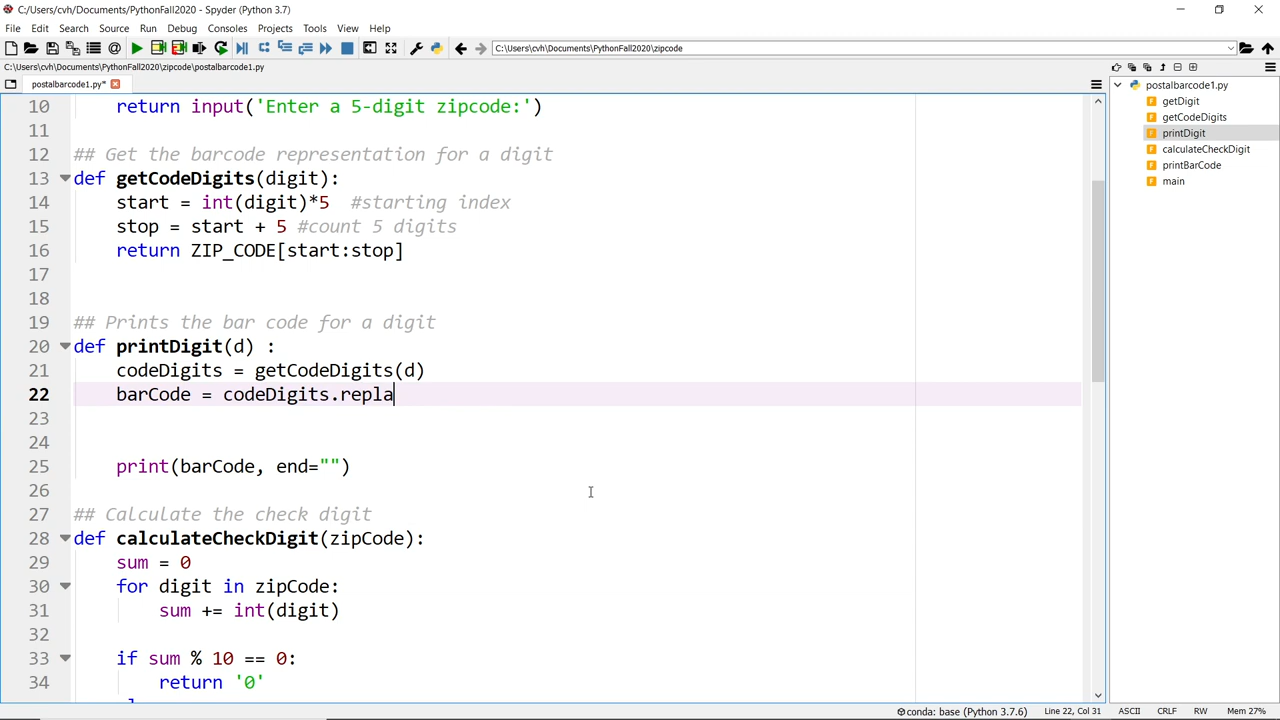 C:/Users/cvh/Documents/PythonFall2020 - Spyder (Python 3.7)
File Edit Search Source Run Debug Consoles Projects Tools View Help
C:\Users\cvh\Documents\PythonFall2020\zipcode
C:\Users\cvh\Documents\PythonFall2020\zipcode\postalbarcode1.py
postalbarcode1.py*
10 return input('Enter a 5-digit zipcode:')
11
12 ## Get the barcode representation for a digit
13 def getCodeDigits(digit):
14 start = int(digit)*5 #starting index
15 stop = start + 5 #count 5 digits
16 return ZIP_CODE[start:stop]
17
18
19 ## Prints the bar code for a digit
20 def printDigit(d) :
21 codeDigits = getCodeDigits(d)
22 barCode = codeDigits.repla
23
24
25 print(barCode, end="")
26
27 ## Calculate the check digit
28 def calculateCheckDigit(zipCode):
29 sum = 0
30 for digit in zipCode:
31 sum += int(digit)
32
33 if sum % 10 == 0:
34 return '0'
postalbarcode1.py
getDigit
getCodeDigits
printDigit
calculateCheckDigit
printBarCode
main
conda: base (Python 3.7.6) Line 22, Col 31 ASCII CRLF RW Mem 27%